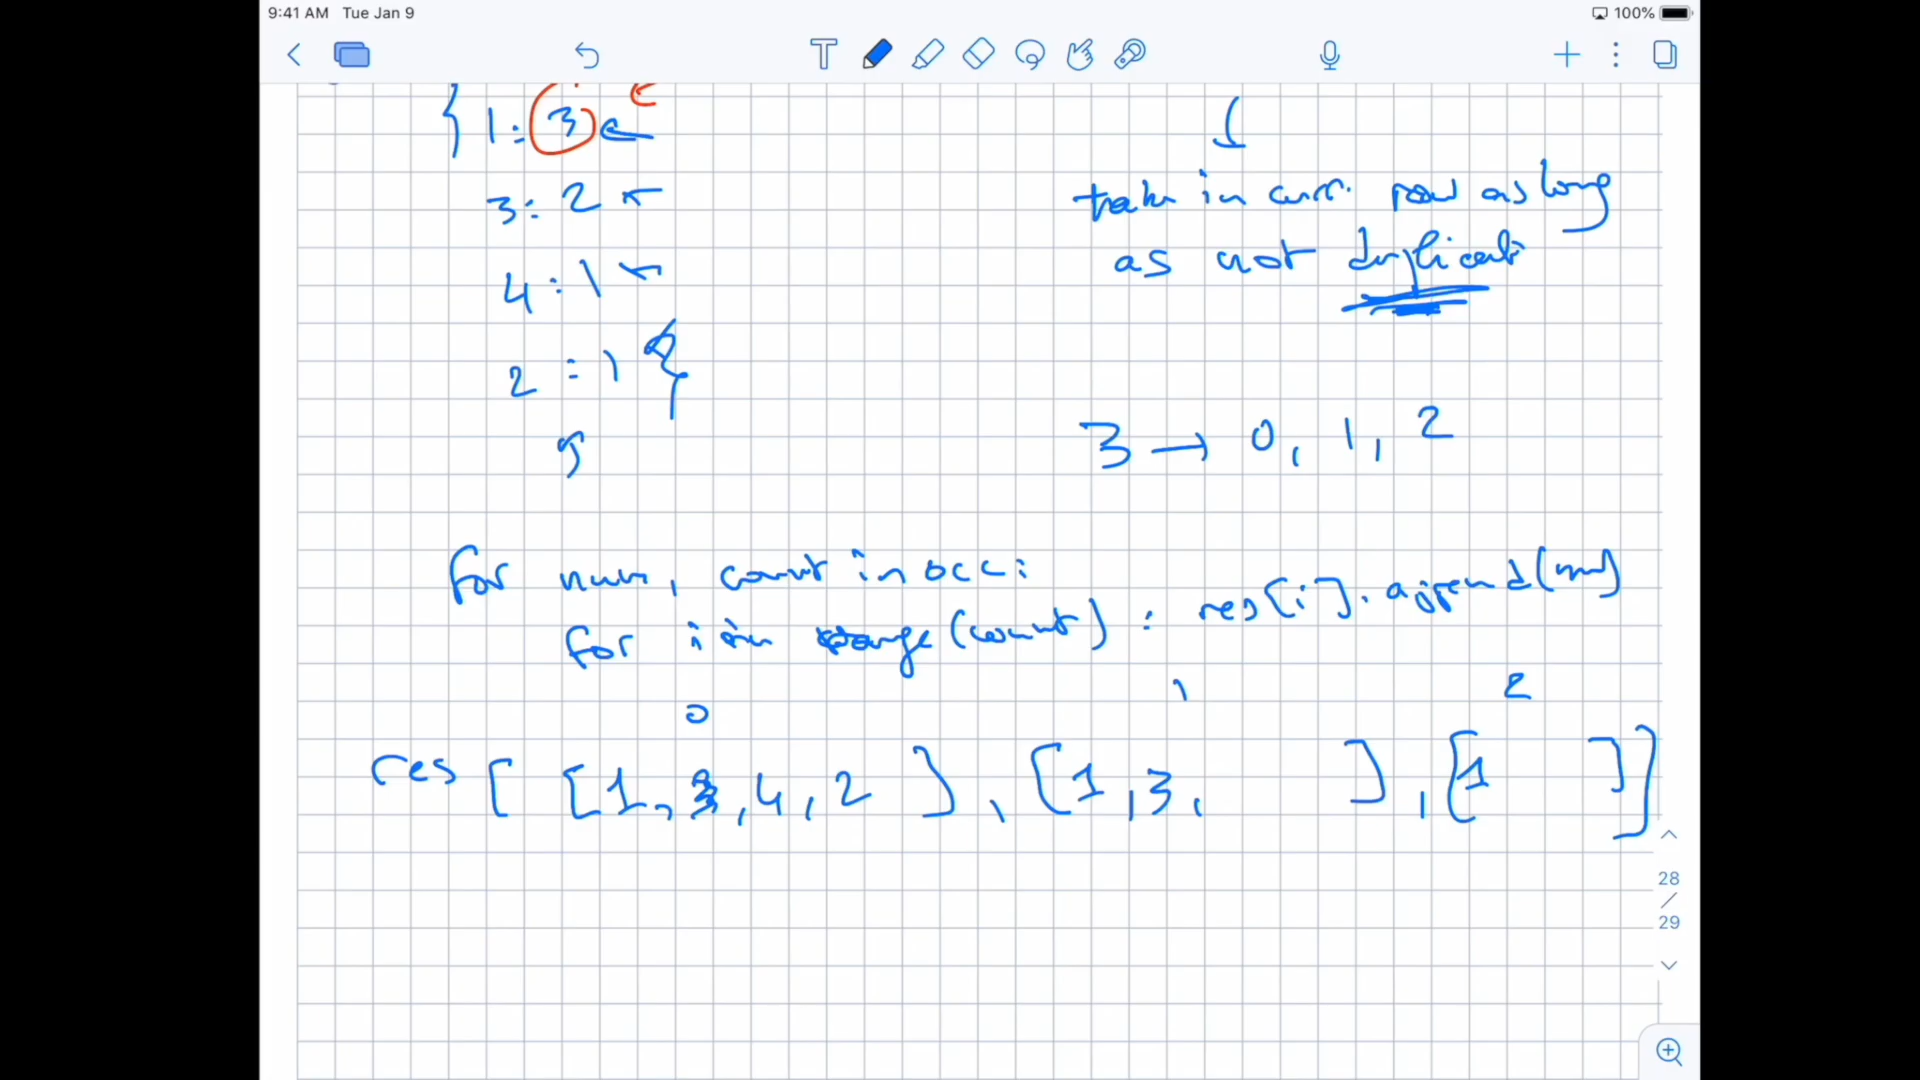 9:41 AM Tue Jan 9 100%
{ 1 : 3 ←
3 : 2 ←
4 : 1 ←
2 : 1 }
take in curr. row as long
as not duplicate
3 → 0, 1, 2
for num, count in occ:
for i in range (count) : res[i].append(num)
0 1 2
res [ [1, 3, 4, 2 ] , [1, 3, ] , [1 ]]
28
/
29